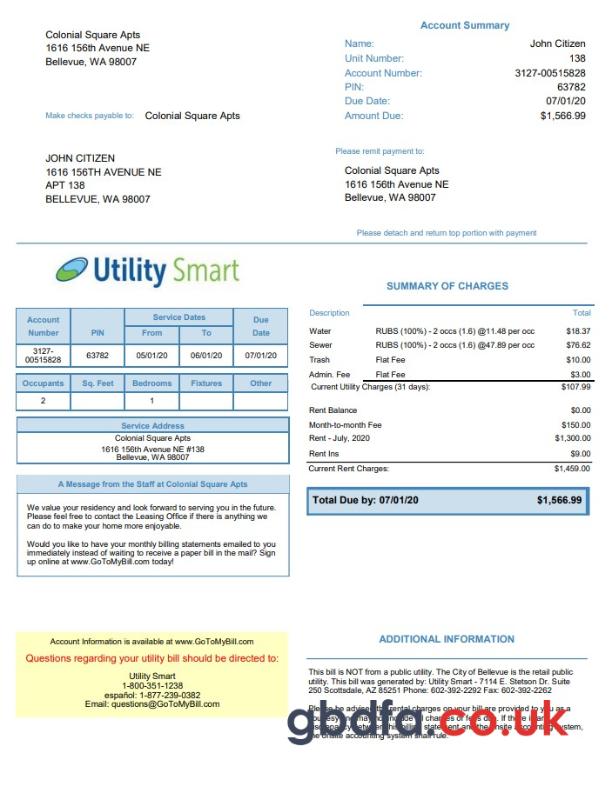 Colonial Square Apts
1616 156th Avenue NE
Bellevue, WA 98007
Account Summary
Name: John Citizen
Unit Number: 138
Account Number: 3127-00515828
PIN: 63782
Due Date: 07/01/20
Amount Due: $1,566.99
Make checks payable to: Colonial Square Apts
JOHN CITIZEN
1616 156TH AVENUE NE
APT 138
BELLEVUE, WA 98007
Please remit payment to:
Colonial Square Apts
1616 156th Avenue NE
Bellevue, WA 98007
Please detach and return top portion with payment
Utility Smart
Account Number PIN Service Dates From To Due Date
3127-00515828 63782 05/01/20 06/01/20 07/01/20
Occupants Sq. Feet Bedrooms Fixtures Other
2 1
Service Address
Colonial Square Apts
1616 156th Avenue NE #138
Bellevue, WA 98007
A Message from the Staff at Colonial Square Apts
We value your residency and look forward to serving you in the future.
Please feel free to contact the Leasing Office if there is anything we
can do to make your home more enjoyable.
Would you like to have your monthly billing statements emailed to you
immediately instead of waiting to receive a paper bill in the mail? Sign
up online at www.GoToMyBill.com today!
SUMMARY OF CHARGES
Description Total
Water RUBS (100%) - 2 occs (1.6) @11.48 per occ $18.37
Sewer RUBS (100%) - 2 occs (1.6) @47.89 per occ $76.62
Trash Flat Fee $10.00
Admin. Fee Flat Fee $3.00
Current Utility Charges (31 days): $107.99
Rent Balance $0.00
Month-to-month Fee $150.00
Rent - July, 2020 $1,300.00
Rent Ins $9.00
Current Rent Charges: $1,459.00
Total Due by: 07/01/20 $1,566.99
Account Information is available at www.GoToMyBill.com
Questions regarding your utility bill should be directed to:
Utility Smart
1-800-351-1238
español: 1-877-239-0382
Email: questions@GoToMyBill.com
ADDITIONAL INFORMATION
This bill is NOT from a public utility. The City of Bellevue is the retail public
utility. This bill was generated by: Utility Smart - 7114 E. Stetson Dr. Suite
250 Scottsdale, AZ 85251 Phone: 602-392-2292 Fax: 602-392-2262
Please be advised the rental charges on your bill are provided to you as a
gbdfa.co.uk